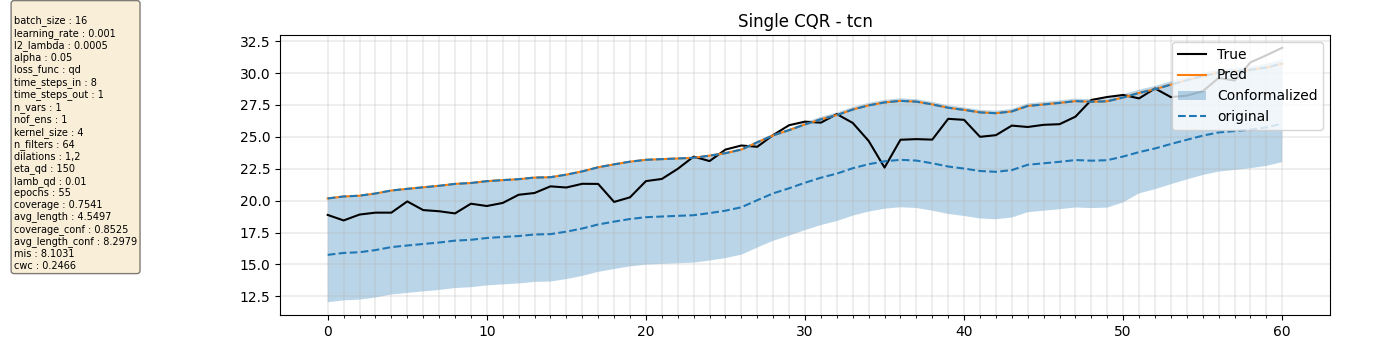 batch_size : 16
learning_rate : 0.001
l2_lambda : 0.0005
alpha : 0.05
loss_func : qd
time_steps_in : 8
time_steps_out : 1
n_vars : 1
nof_ens : 1
kernel_size : 4
n_filters : 64
dilations : 1,2
eta_qd : 150
lamb_qd : 0.01
epochs : 55
coverage : 0.7541
avg_length : 4.5497
coverage_conf : 0.8525
avg_length_conf : 8.2979
mis : 8.1031
cwc : 0.2466
Single CQR - tcn
32.5
30.0
27.5
25.0
22.5
20.0
17.5
15.0
12.5
True
Pred
Conformalized
original
0 10 20 30 40 50 60